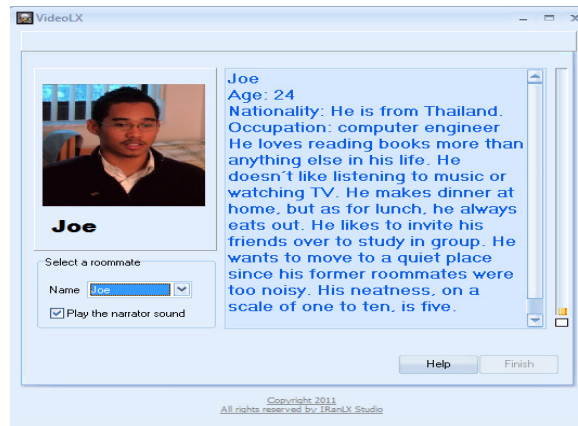 VideoLX
Joe
Age: 24
Nationality: He is from Thailand.
Occupation: computer engineer
He loves reading books more than
anything else in his life. He
doesn't like listening to music or
watching TV. He makes dinner at
home, but as for lunch, he always
eats out. He likes to invite his
friends over to study in group. He
wants to move to a quiet place
since his former roommates were
too noisy. His neatness, on a
scale of one to ten, is five.
Joe
Select a roommate
Name Joe
Play the narrator sound
Help Finish
Copyright 2011
All rights reserved by IRanLX Studio